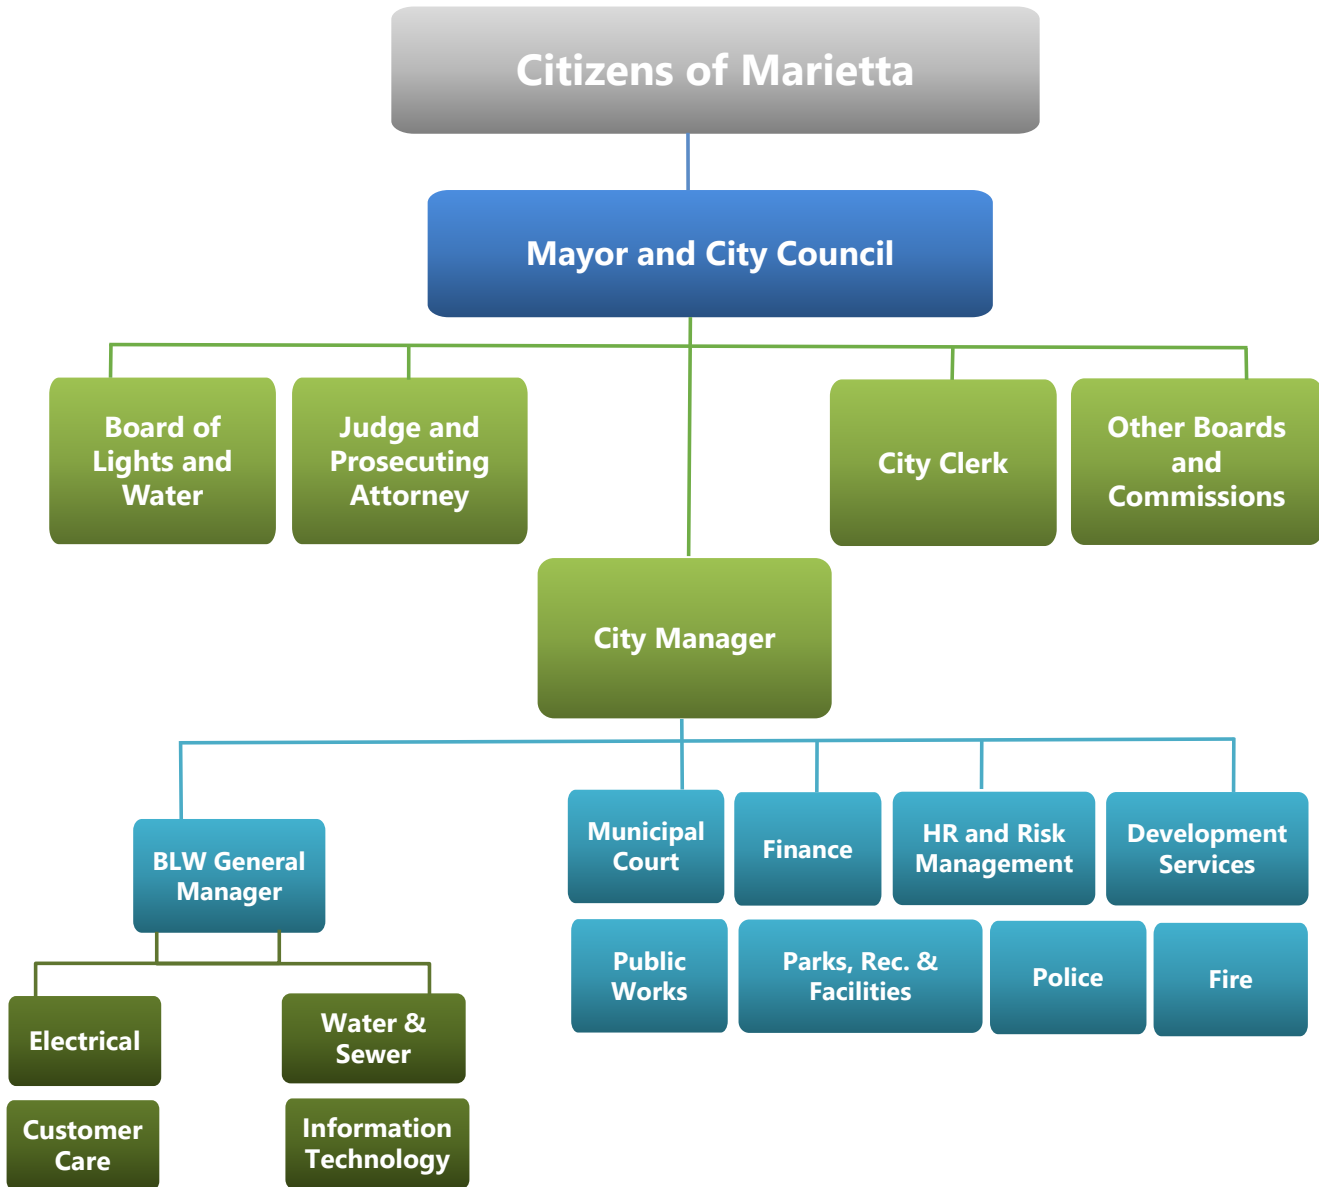 Citizens of Marietta
Mayor and City Council
Board of
Lights and
Water
Judge and
Prosecuting
Attorney
City Clerk
Other Boards
and
Commissions
City Manager
BLW General
Manager
Municipal
Court
Finance
HR and Risk
Management
Development
Services
Public
Works
Parks, Rec. &
Facilities
Police
Fire
Electrical
Water &
Sewer
Customer
Care
Information
Technology